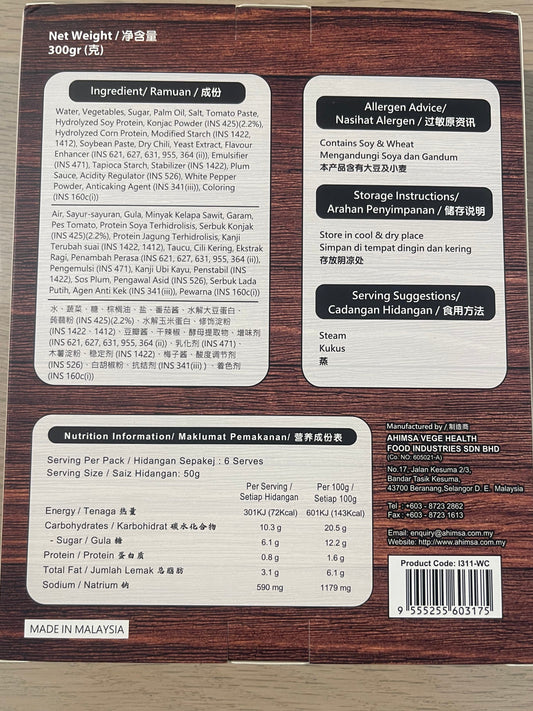 Net Weight / 净含量
300gr (克)
Ingredient/ Ramuan / 成份
Water, Vegetables, Sugar, Palm Oil, Salt, Tomato Paste,
Hydrolyzed Soy Protein, Konjac Powder (INS 425)(2.2%),
Hydrolyzed Corn Protein, Modified Starch (INS 1422,
1412), Soybean Paste, Dry Chili, Yeast Extract, Flavour
Enhancer (INS 621, 627, 631, 955, 364 (ii)), Emulsifier
(INS 471), Tapioca Starch, Stabilizer (INS 1422), Plum
Sauce, Acidity Regulator (INS 526), White Pepper
Powder, Anticaking Agent (INS 341(iii)), Coloring
(INS 160c(i))
Air, Sayur-sayuran, Gula, Minyak Kelapa Sawit, Garam,
Pes Tomato, Protein Soya Terhidrolisis, Serbuk Konjak
(INS 425)(2.2%), Protein Jagung Terhidrolisis, Kanji
Terubah suai (INS 1422, 1412), Taucu, Cili Kering, Ekstrak
Ragi, Penambah Perasa (INS 621, 627, 631, 955, 364 (ii)),
Pengemulsi (INS 471), Kanji Ubi Kayu, Penstabil (INS
1422), Sos Plum, Pengawal Asid (INS 526), Serbuk Lada
Putih, Agen Anti Kek (INS 341(iii)), Pewarna (INS 160c(i))
水、蔬菜、糖、棕榈油、盐、番茄酱、水解大豆蛋白、
蒟蒻粉 (INS 425)(2.2%)、水解玉米蛋白、修饰淀粉
(INS 1422、1412)、豆瓣酱、干辣椒、酵母提取物、增味剂
(INS 621, 627, 631, 955, 364 (ii))、乳化剂 (INS 471)、
木薯淀粉、稳定剂 (INS 1422)、梅子酱、酸度调节剂
(INS 526)、白胡椒粉、抗结剂 (INS 341(iii) )、着色剂
(INS 160c(i))
Allergen Advice/
Nasihat Alergen / 过敏原资讯
Contains Soy & Wheat
Mengandungi Soya dan Gandum
本产品含有大豆及小麦
Storage Instructions/
Arahan Penyimpanan / 储存说明
Store in cool & dry place
Simpan di tempat dingin dan kering
存放阴凉处
Serving Suggestions/
Cadangan Hidangan / 食用方法
Steam
Kukus
蒸
Nutrition Information/ Maklumat Pemakanan/ 营养成份表
Serving Per Pack / Hidangan Sepakej : 6 Serves
Serving Size / Saiz Hidangan: 50g
Per Serving / Per 100g /
Setiap Hidangan Setiap 100g
Energy / Tenaga 热量 301KJ (72Kcal) 601KJ (143Kcal)
Carbohydrates / Karbohidrat 碳水化合物 10.3 g 20.5 g
- Sugar / Gula 糖 6.1 g 12.2 g
Protein / Protein 蛋白质 0.8 g 1.6 g
Total Fat / Jumlah Lemak 总脂肪 3.1 g 6.1 g
Sodium / Natrium 钠 590 mg 1179 mg
Manufactured by / 制造商
AHIMSA VEGE HEALTH
FOOD INDUSTRIES SDN BHD
(Co. NO. 605021-A)
No.17, Jalan Kesuma 2/3,
Bandar Tasik Kesuma,
43700 Beranang, Selangor D. E. Malaysia
Tel : +603 - 8723 2862
Fax : +603 - 8723 1613
Email: enquiry@ahimsa.com.my
Website: http://www.ahimsa.com.my
Product Code: I311-WC
9 555255 603175
MADE IN MALAYSIA